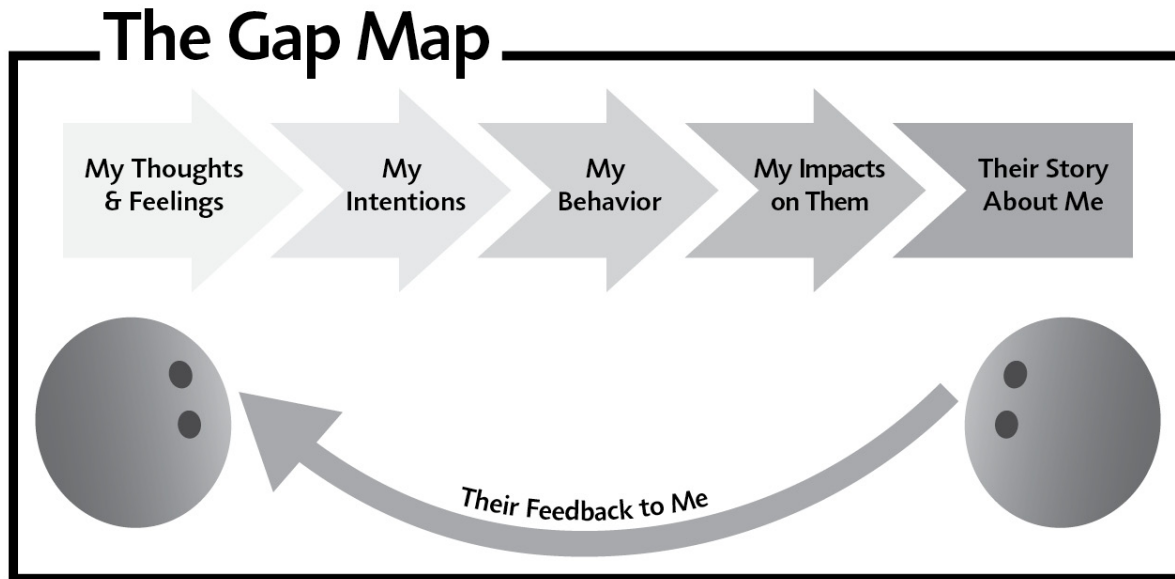 The Gap Map
My Thoughts
& Feelings
My
Intentions
My
Behavior
My Impacts
on Them
Their Story
About Me
Their Feedback to Me